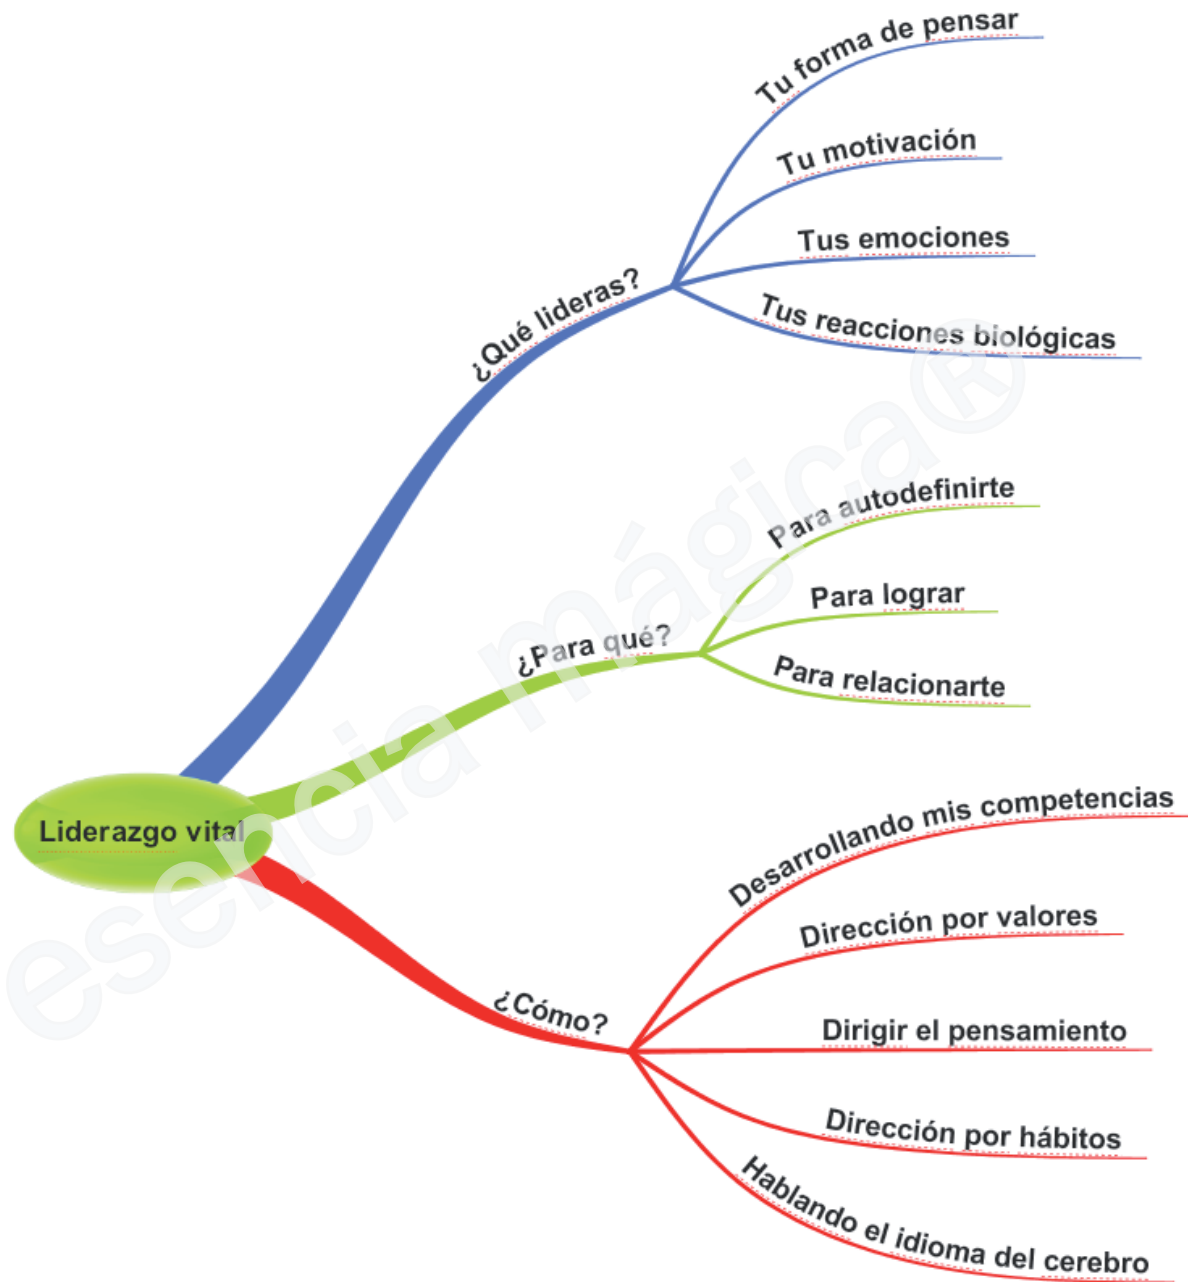 Tu forma de pensar
Tu motivación
Tus emociones
Tus reacciones biológicas
¿Qué lideras?
Para autodefinirte
Para lograr
Para relacionarte
¿Para qué?
Liderazgo vital
Desarrollando mis competencias
Dirección por valores
Dirigir el pensamiento
Dirección por hábitos
Hablando el idioma del cerebro
¿Cómo?
esencia mágica®